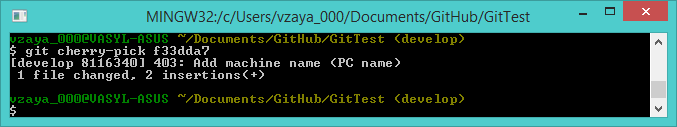 MINGW32:/c/Users/vzaya_000/Documents/GitHub/GitTest
vzaya_000@VASYL-ASUS ~/Documents/GitHub/GitTest (develop)
$ git cherry-pick f33dda7
[develop 8116340] 403: Add machine name (PC name)
 1 file changed, 2 insertions(+)
vzaya_000@VASYL-ASUS ~/Documents/GitHub/GitTest (develop)
$